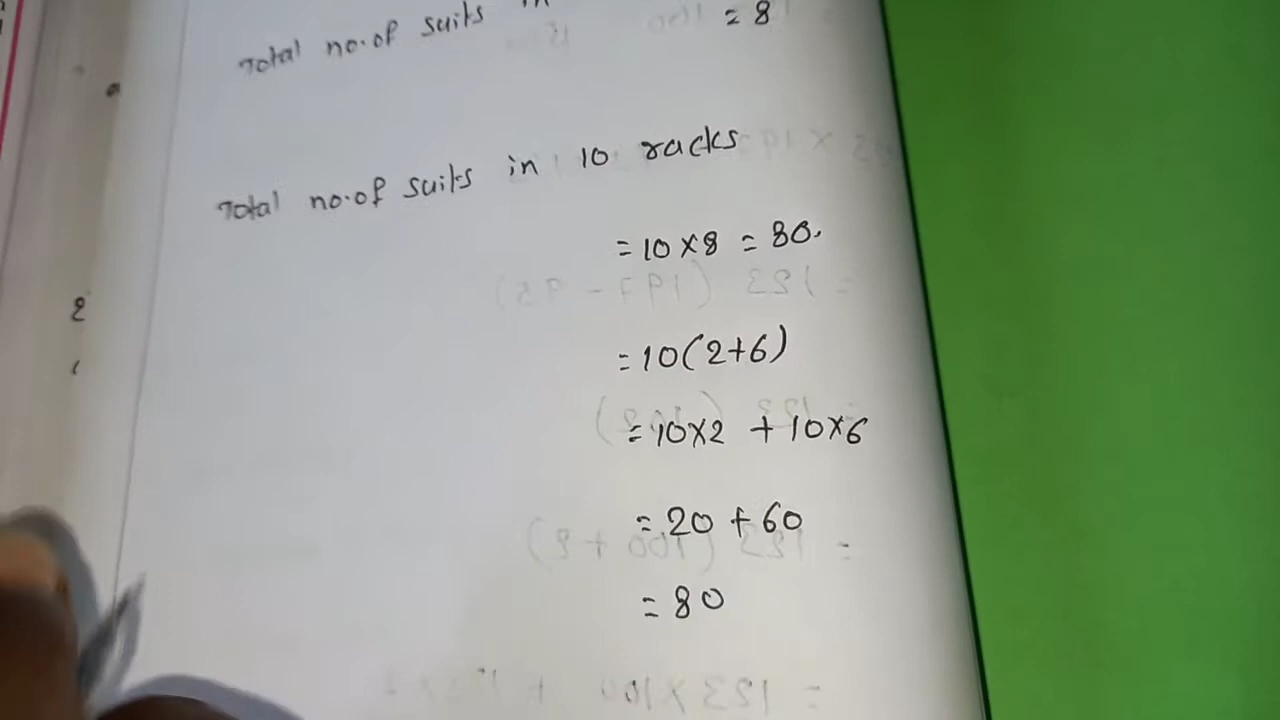 Total no.of suits in
= 8
Total no.of suits in 10 racks
= 10 × 8 = 80.
= 10(2+6)
= 10×2 + 10×6
= 20 + 60
= 80